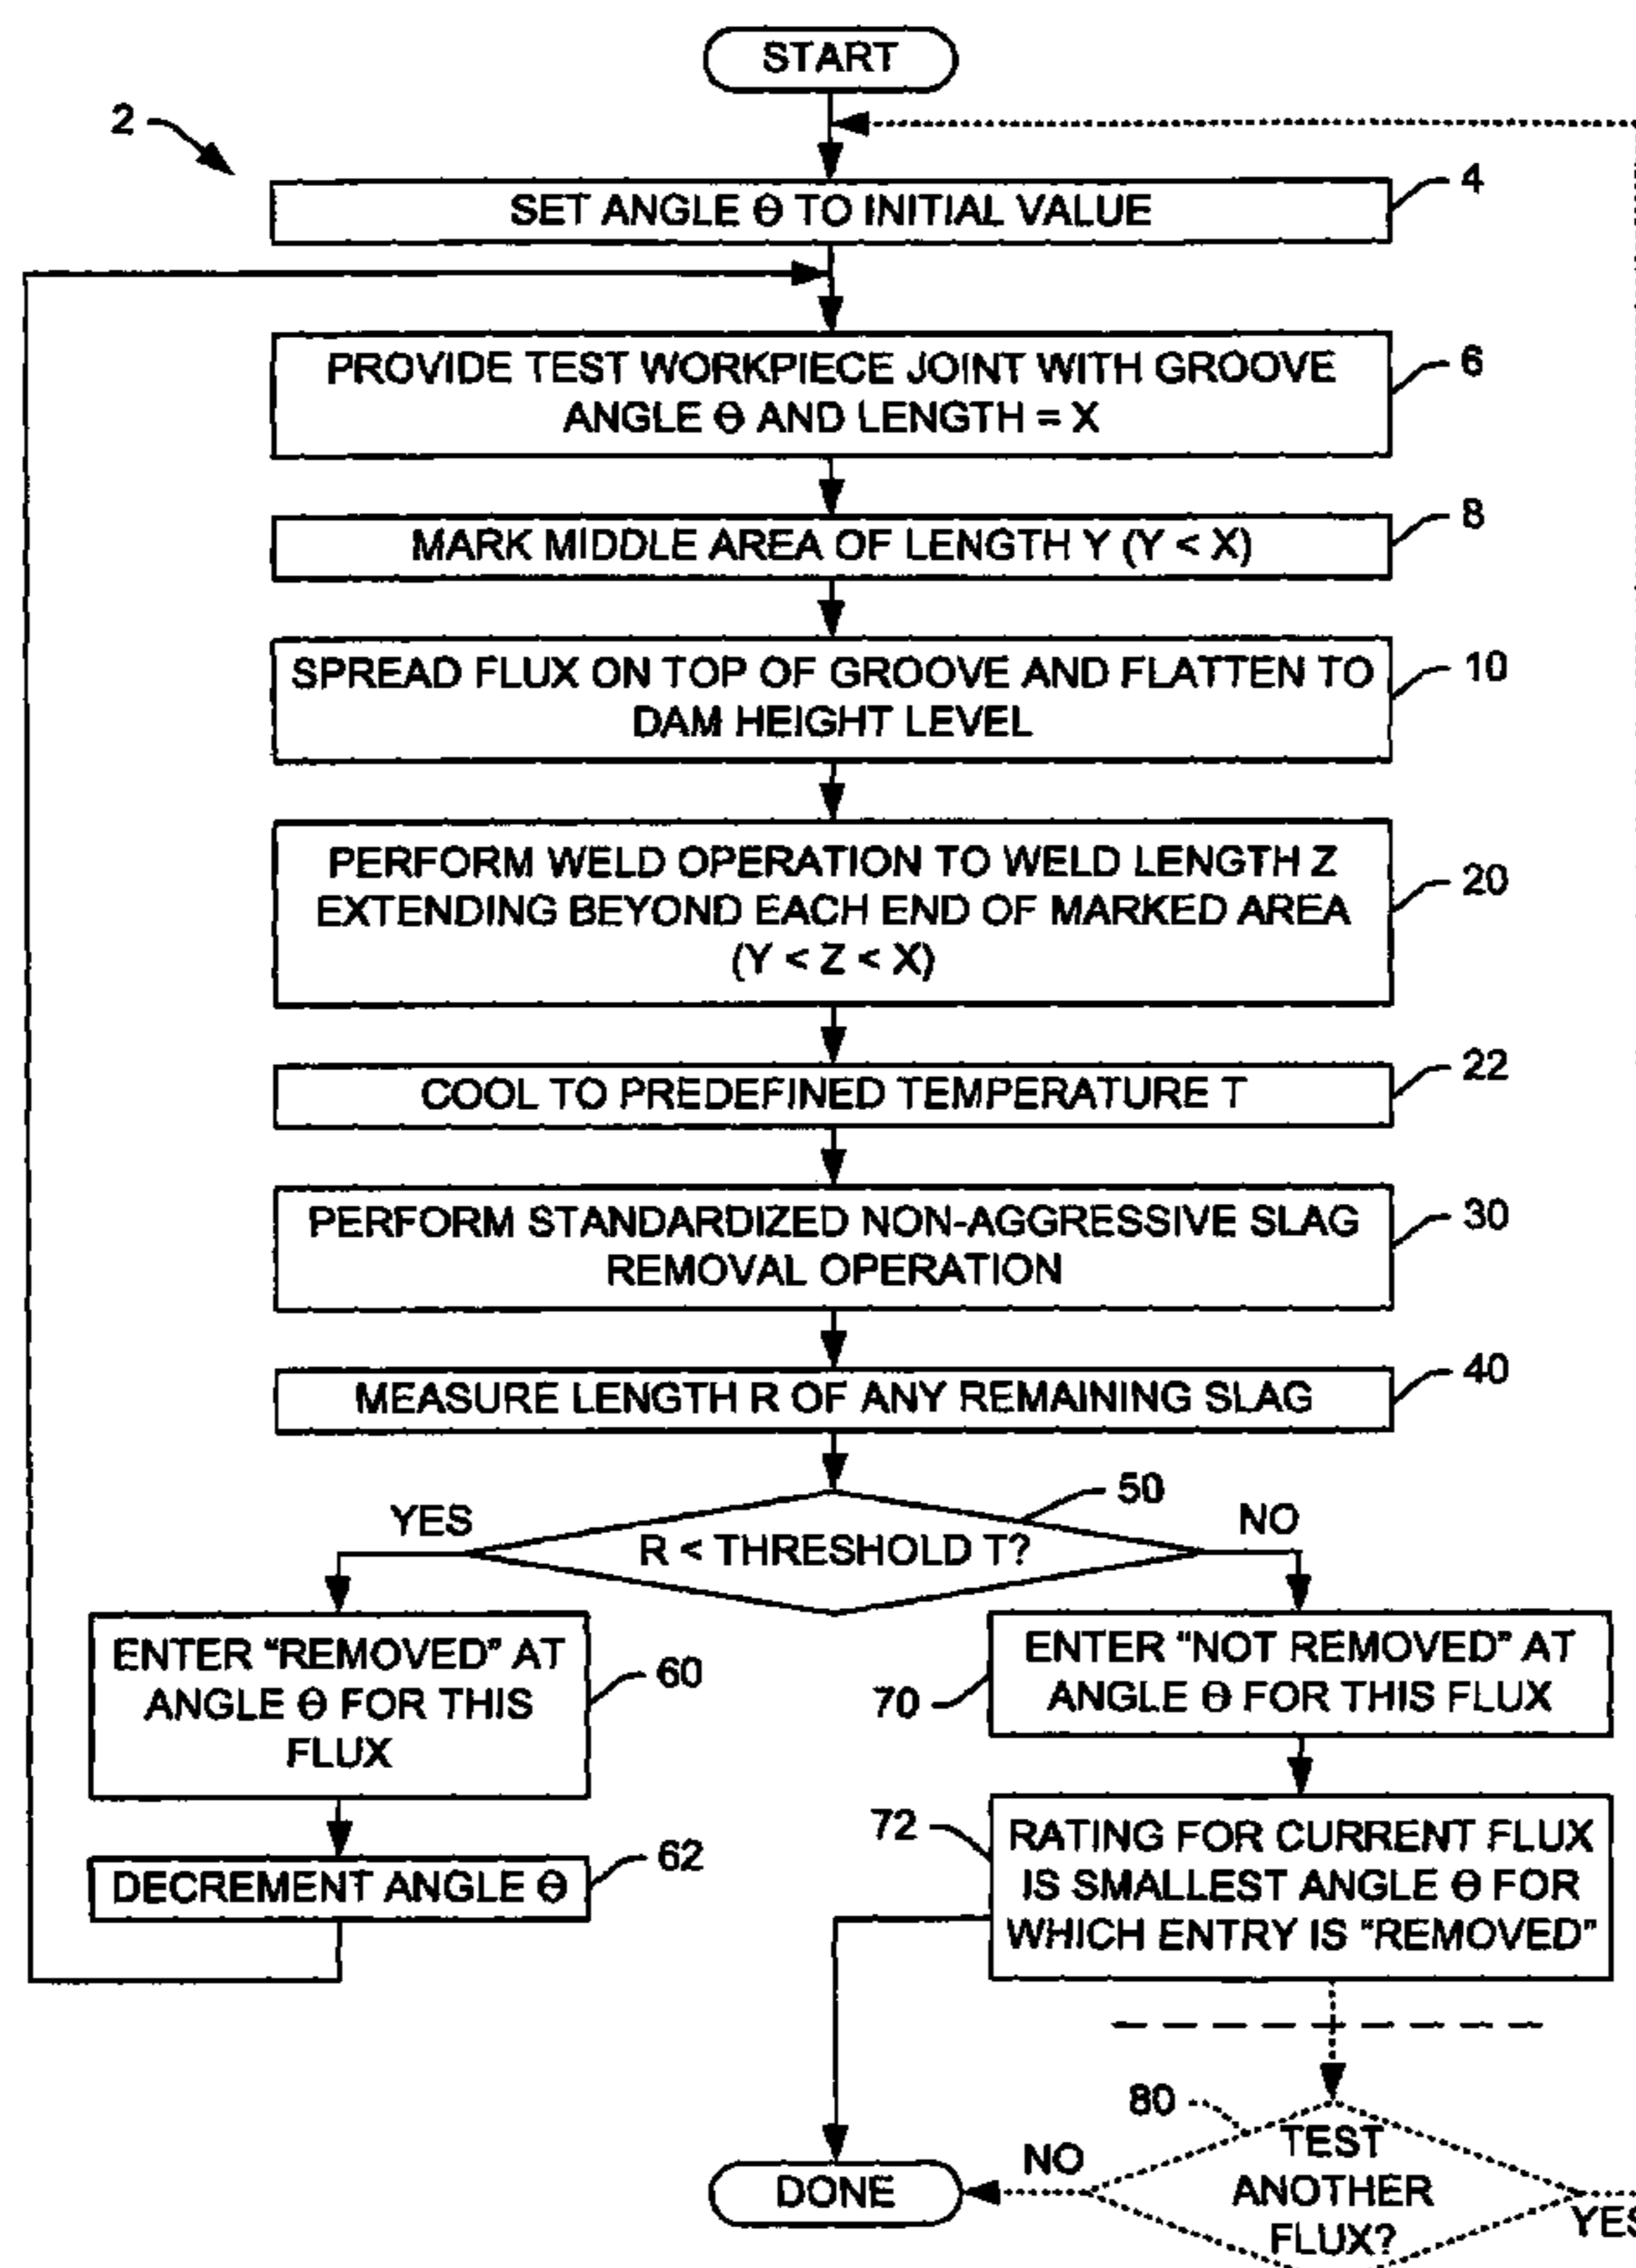 START
2
SET ANGLE Θ TO INITIAL VALUE
4
PROVIDE TEST WORKPIECE JOINT WITH GROOVE
ANGLE Θ AND LENGTH = X
6
MARK MIDDLE AREA OF LENGTH Y (Y < X)
8
SPREAD FLUX ON TOP OF GROOVE AND FLATTEN TO
DAM HEIGHT LEVEL
10
PERFORM WELD OPERATION TO WELD LENGTH Z
EXTENDING BEYOND EACH END OF MARKED AREA
(Y < Z < X)
20
COOL TO PREDEFINED TEMPERATURE T
22
PERFORM STANDARDIZED NON-AGGRESSIVE SLAG
REMOVAL OPERATION
30
MEASURE LENGTH R OF ANY REMAINING SLAG
40
R < THRESHOLD T?
50
YES
NO
ENTER “REMOVED” AT
ANGLE Θ FOR THIS
FLUX
60
DECREMENT ANGLE Θ
62
ENTER “NOT REMOVED” AT
ANGLE Θ FOR THIS FLUX
70
RATING FOR CURRENT FLUX
IS SMALLEST ANGLE Θ FOR
WHICH ENTRY IS “REMOVED”
72
80
TEST
ANOTHER
FLUX?
NO
YES
DONE